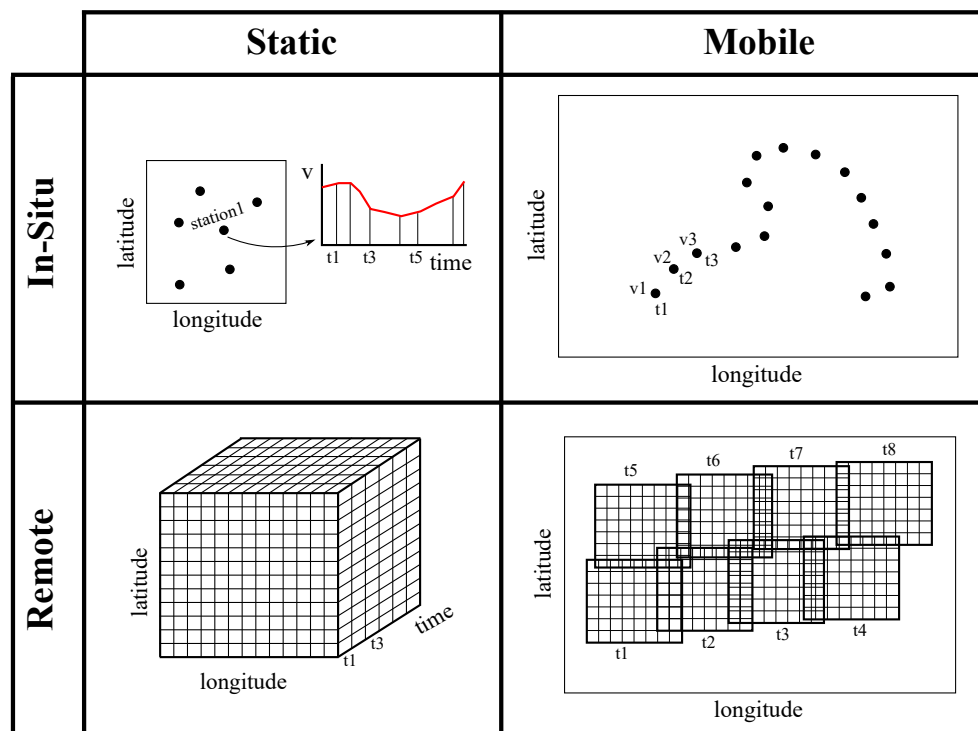 Static
Mobile
In-Situ
latitude
station1
longitude
v
t1
t3
t5
time
v1
t1
v2
t2
v3
t3
longitude
Remote
latitude
longitude
t1
t3
time
latitude
t5
t6
t7
t8
t1
t2
t3
t4
longitude